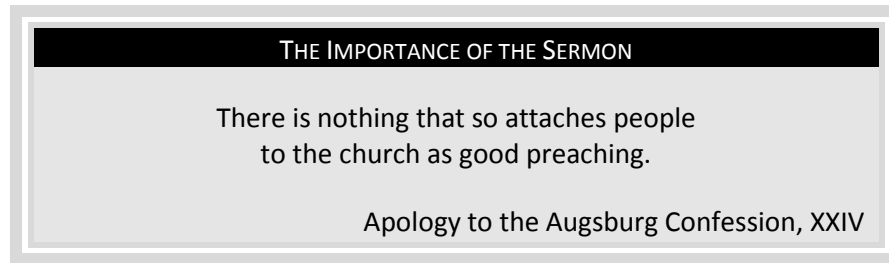 THE IMPORTANCE OF THE SERMON
There is nothing that so attaches people
to the church as good preaching.
Apology to the Augsburg Confession, XXIV